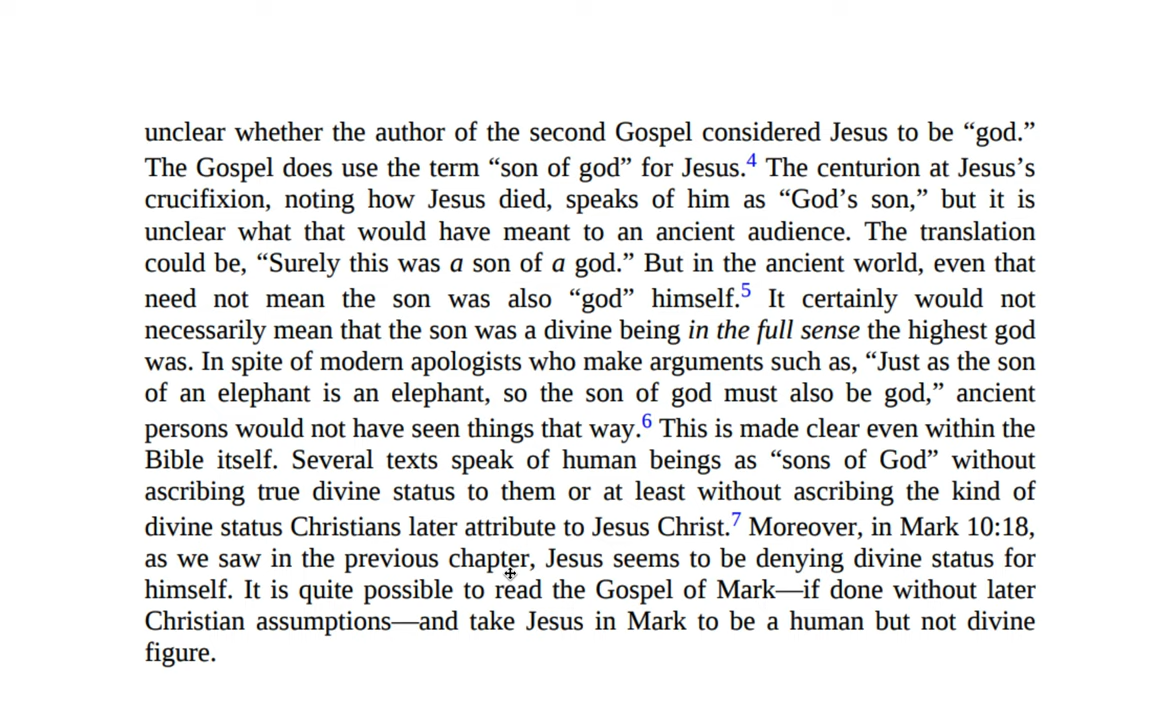 unclear whether the author of the second Gospel considered Jesus to be “god.”
The Gospel does use the term “son of god” for Jesus.4 The centurion at Jesus’s
crucifixion, noting how Jesus died, speaks of him as “God’s son,” but it is
unclear what that would have meant to an ancient audience. The translation
could be, “Surely this was a son of a god.” But in the ancient world, even that
need not mean the son was also “god” himself.5 It certainly would not
necessarily mean that the son was a divine being in the full sense the highest god
was. In spite of modern apologists who make arguments such as, “Just as the son
of an elephant is an elephant, so the son of god must also be god,” ancient
persons would not have seen things that way.6 This is made clear even within the
Bible itself. Several texts speak of human beings as “sons of God” without
ascribing true divine status to them or at least without ascribing the kind of
divine status Christians later attribute to Jesus Christ.7 Moreover, in Mark 10:18,
as we saw in the previous chapter, Jesus seems to be denying divine status for
himself. It is quite possible to read the Gospel of Mark—if done without later
Christian assumptions—and take Jesus in Mark to be a human but not divine
figure.